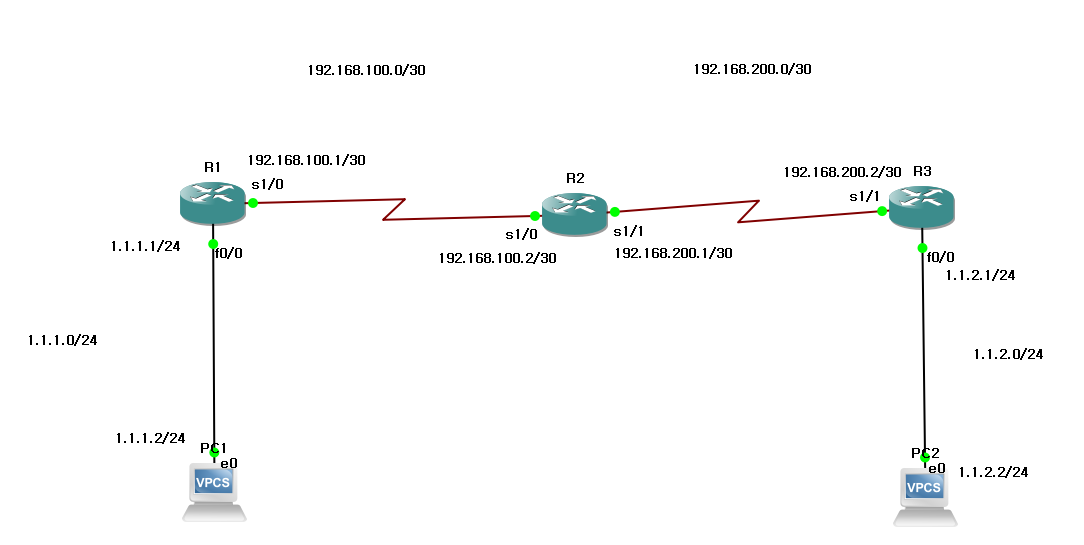 192.168.100.0/30
192.168.200.0/30
R1
192.168.100.1/30
s1/0
R2
192.168.200.2/30
R3
s1/1
1.1.1.1/24
f0/0
s1/0
192.168.100.2/30
s1/1
192.168.200.1/30
f0/0
1.1.2.1/24
1.1.1.0/24
1.1.2.0/24
1.1.1.2/24
PC1
e0
VPCS
PC2
e0
1.1.2.2/24
VPCS